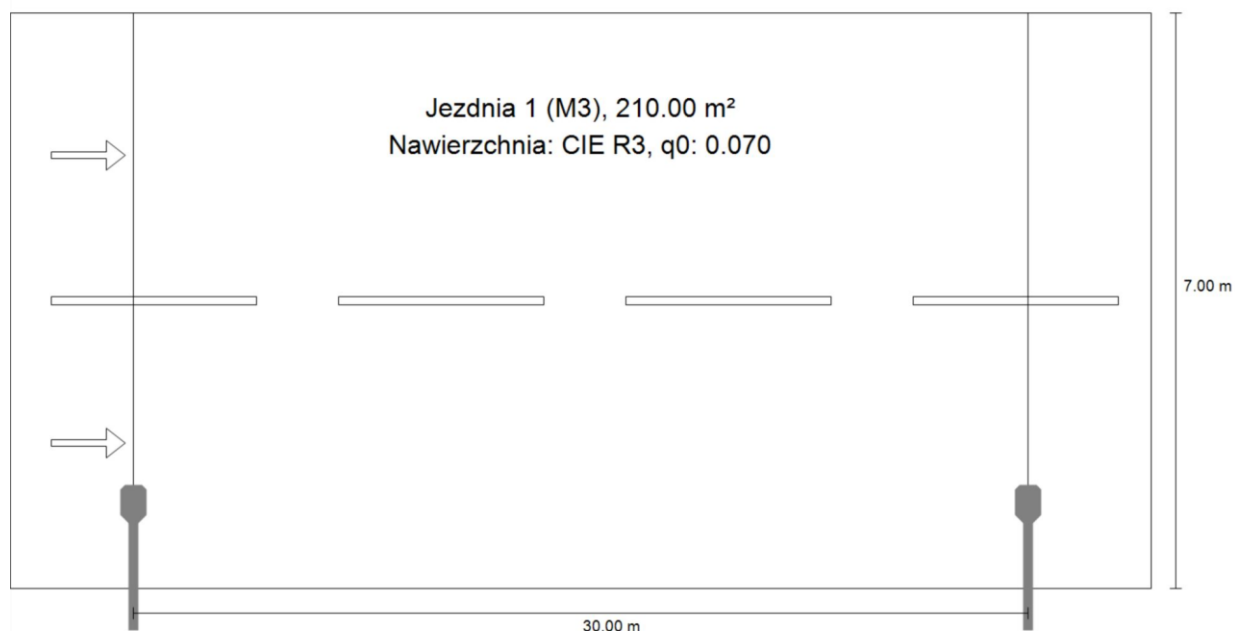 Jezdnia 1 (M3), 210.00 m²
Nawierzchnia: CIE R3, q0: 0.070
7.00 m
30.00 m